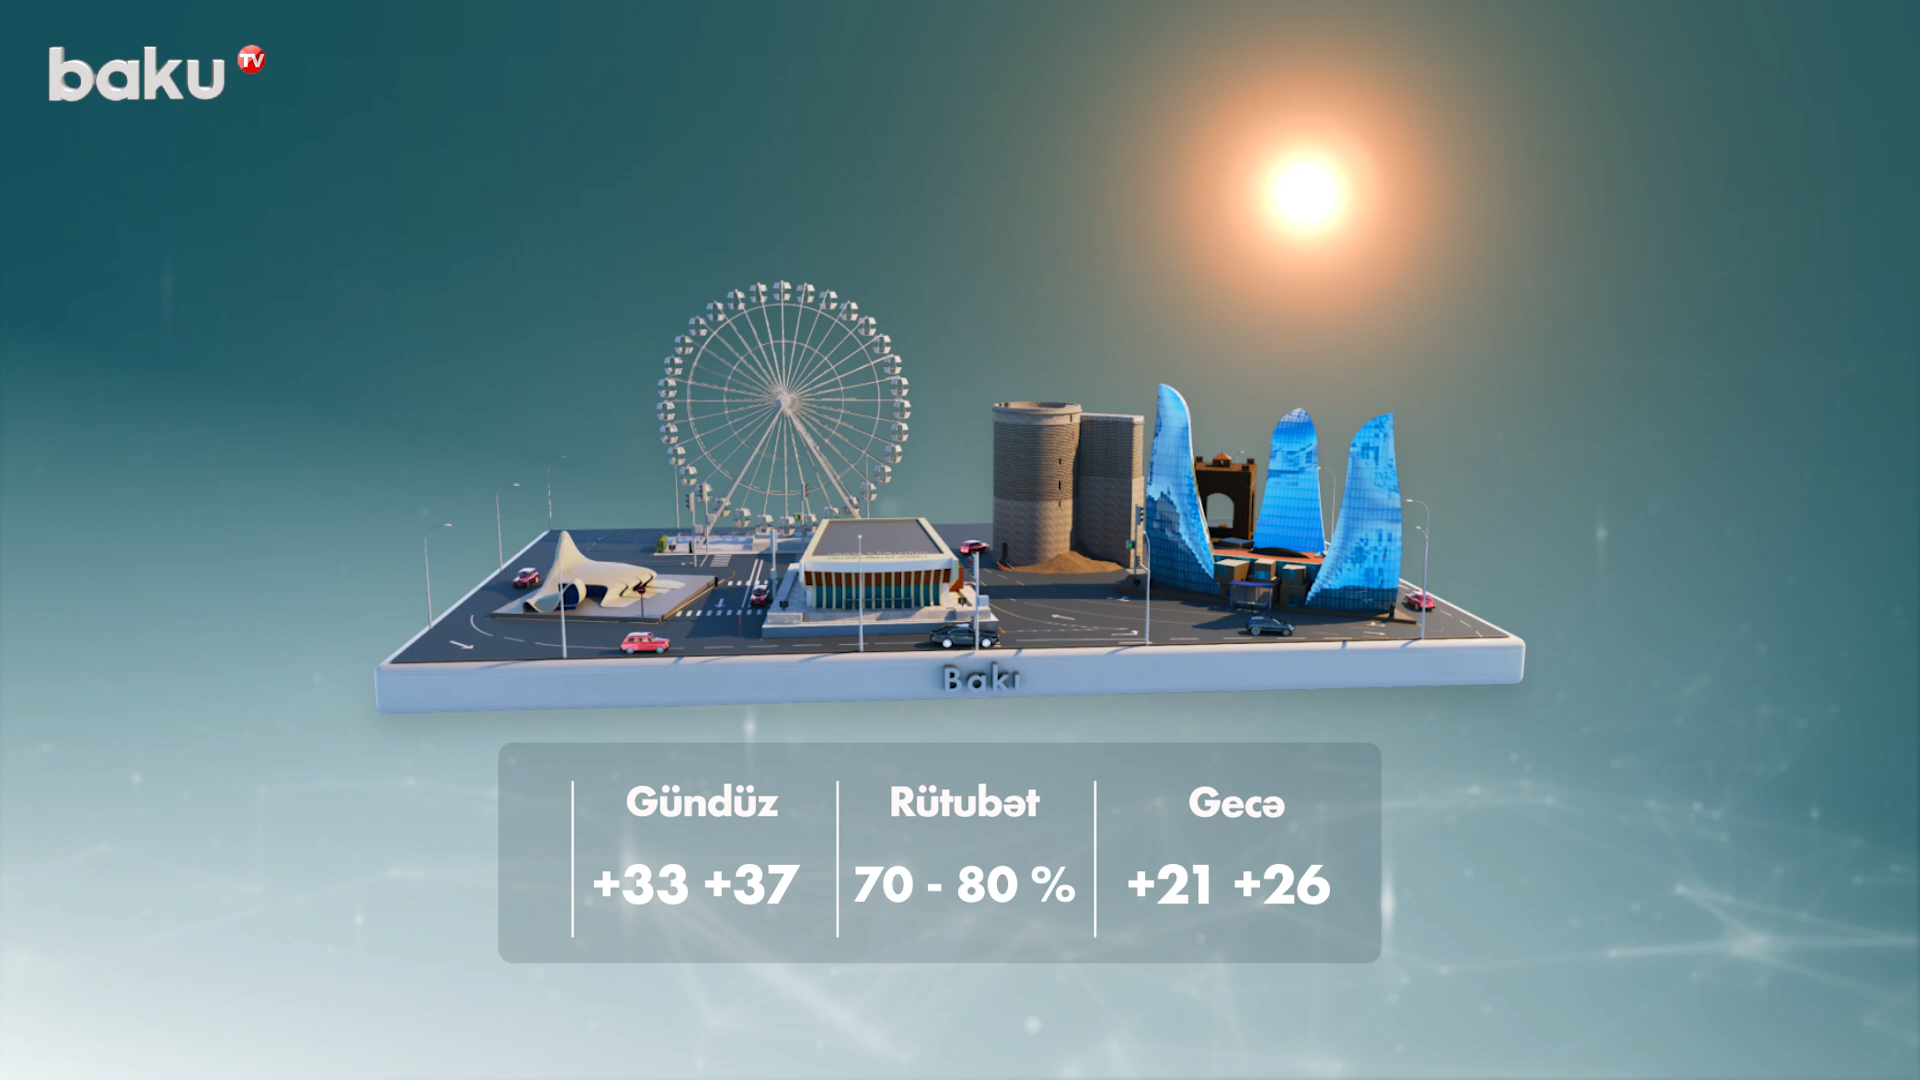 baku TV
Bakı
Gündüz
+33 +37
Rütubət
70 - 80 %
Gecə
+21 +26